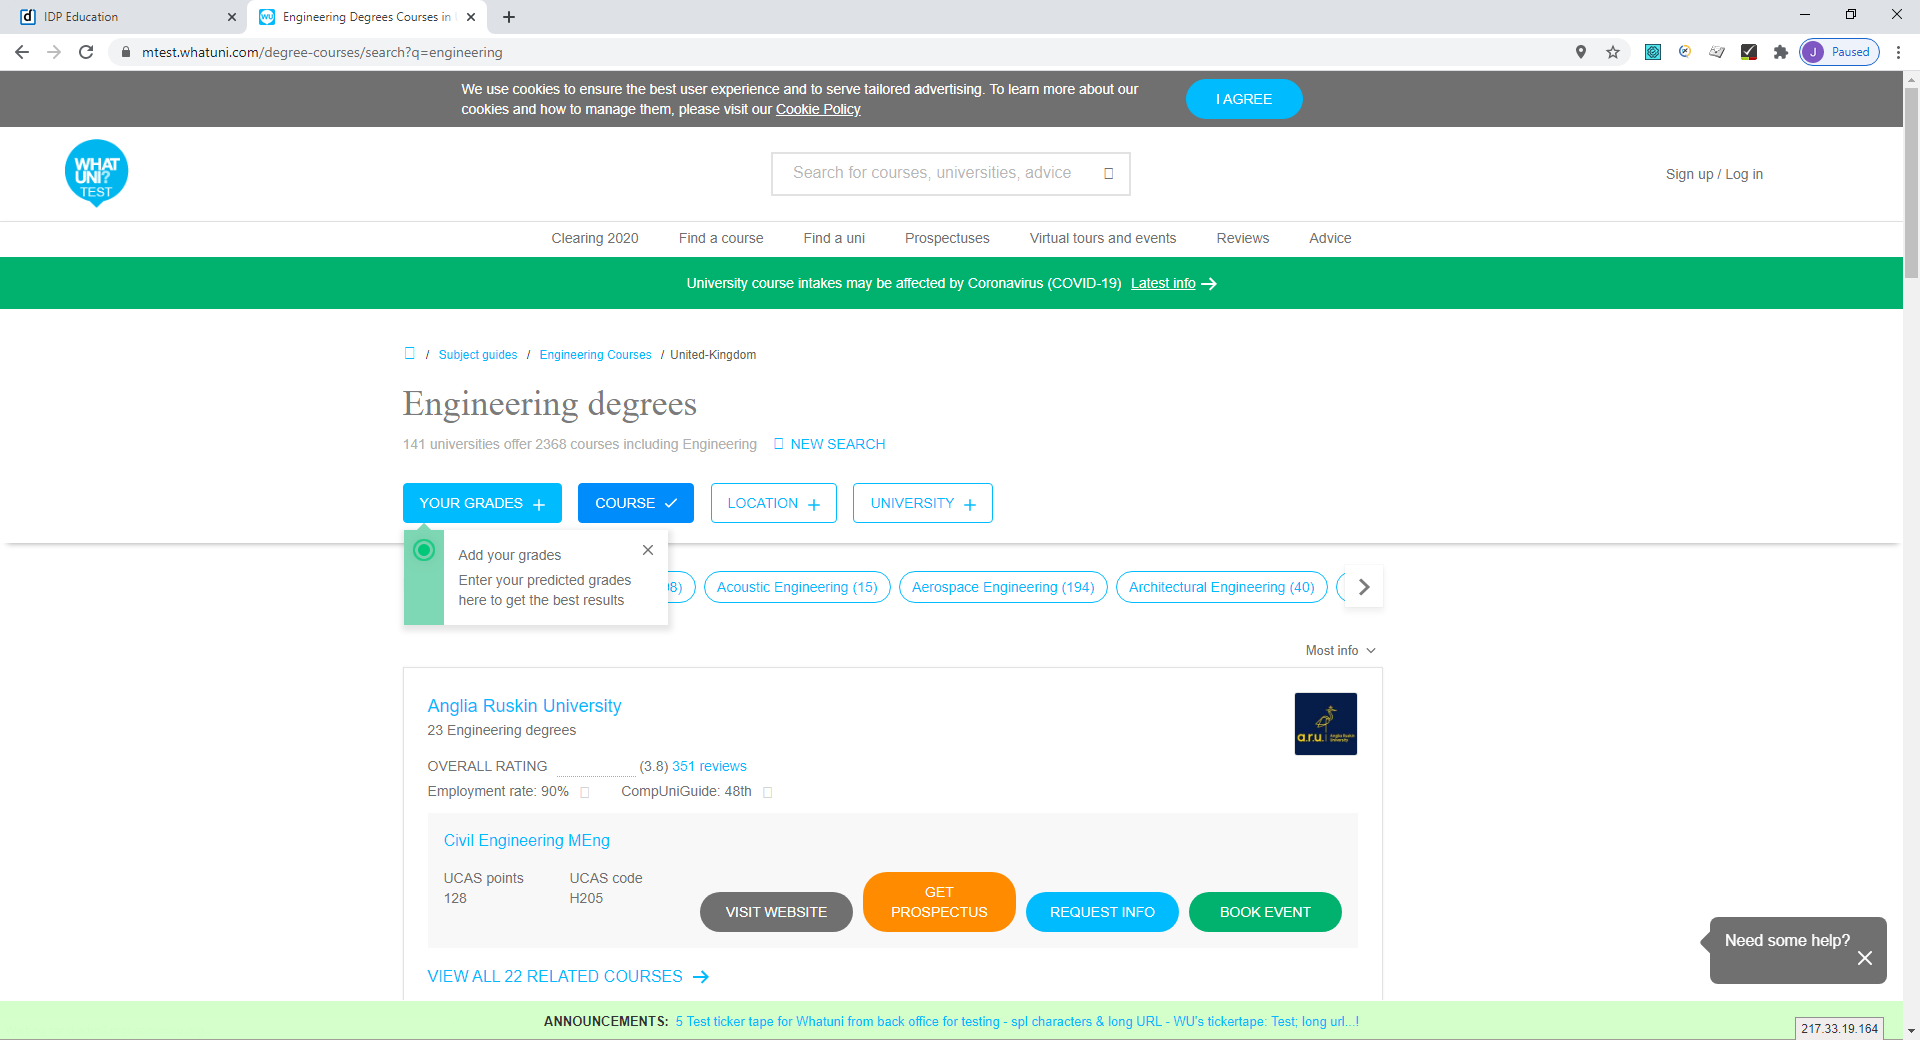 IDP Education
Engineering Degrees Courses in
mtest.whatuni.com/degree-courses/search?q=engineering
J Paused
We use cookies to ensure the best user experience and to serve tailored advertising. To learn more about our
cookies and how to manage them, please visit our Cookie Policy
I AGREE
WHAT
UNI?
TEST
Search for courses, universities, advice
Sign up / Log in
Clearing 2020 Find a course Find a uni Prospectuses Virtual tours and events Reviews Advice
University course intakes may be affected by Coronavirus (COVID-19) Latest info
/ Subject guides / Engineering Courses / United-Kingdom
Engineering degrees
141 universities offer 2368 courses including Engineering NEW SEARCH
YOUR GRADES COURSE LOCATION UNIVERSITY
Add your grades
Enter your predicted grades
here to get the best results
8) Acoustic Engineering (15) Aerospace Engineering (194) Architectural Engineering (40)
Most info
Anglia Ruskin University
23 Engineering degrees
a.r.u. Anglia Ruskin
University
OVERALL RATING (3.8) 351 reviews
Employment rate: 90% CompUniGuide: 48th
Civil Engineering MEng
UCAS points UCAS code
128 H205
VISIT WEBSITE
GET
PROSPECTUS
REQUEST INFO
BOOK EVENT
VIEW ALL 22 RELATED COURSES
Need some help?
ANNOUNCEMENTS: 5 Test ticker tape for Whatuni from back office for testing - spl characters & long URL - WU's tickertape: Test; long url...!
217.33.19.164